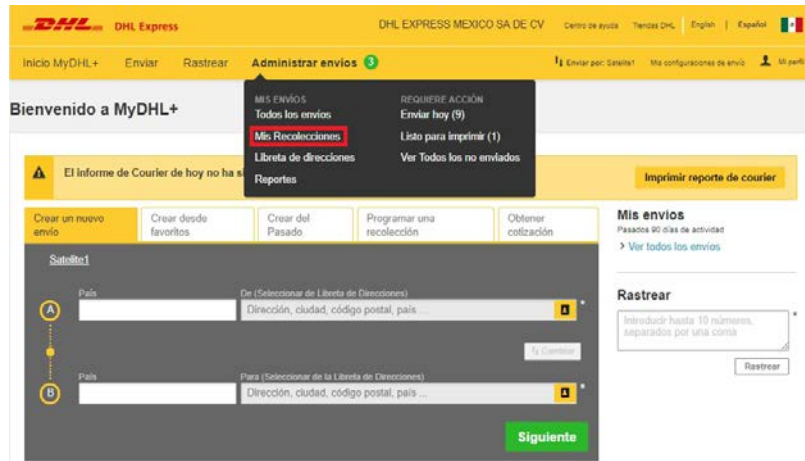 DHL DHL Express
DHL EXPRESS MEXICO SA DE CV
Centro de ayuda Tiendas DHL English | Español
Inicio MyDHL+ Enviar Rastrear Administrar envíos 3
Enviar por: Satelite1 Mis configuraciones de envío Mi perfil
Bienvenido a MyDHL+
MIS ENVÍOS
Todos los envíos
Mis Recolecciones
Libreta de direcciones
Reportes
REQUIERE ACCIÓN
Enviar hoy (9)
Listo para imprimir (1)
Ver Todos los no enviados
El informe de Courier de hoy no ha s
Imprimir reporte de courier
Crear un nuevo
envío
Crear desde
favoritos
Crear del
Pasado
Programar una
recolección
Obtener
cotización
Satelite1
País De (Seleccionar de Libreta de Direcciones)
A Dirección, ciudad, código postal, país ... *
Cambiar
País Para (Seleccionar de la Libreta de Direcciones)
B Dirección, ciudad, código postal, país ... *
Siguiente
Mis envíos
Pasados 90 días de actividad
> Ver todos los envíos
Rastrear
Introducir hasta 10 números, *
separados por una coma
Rastrear